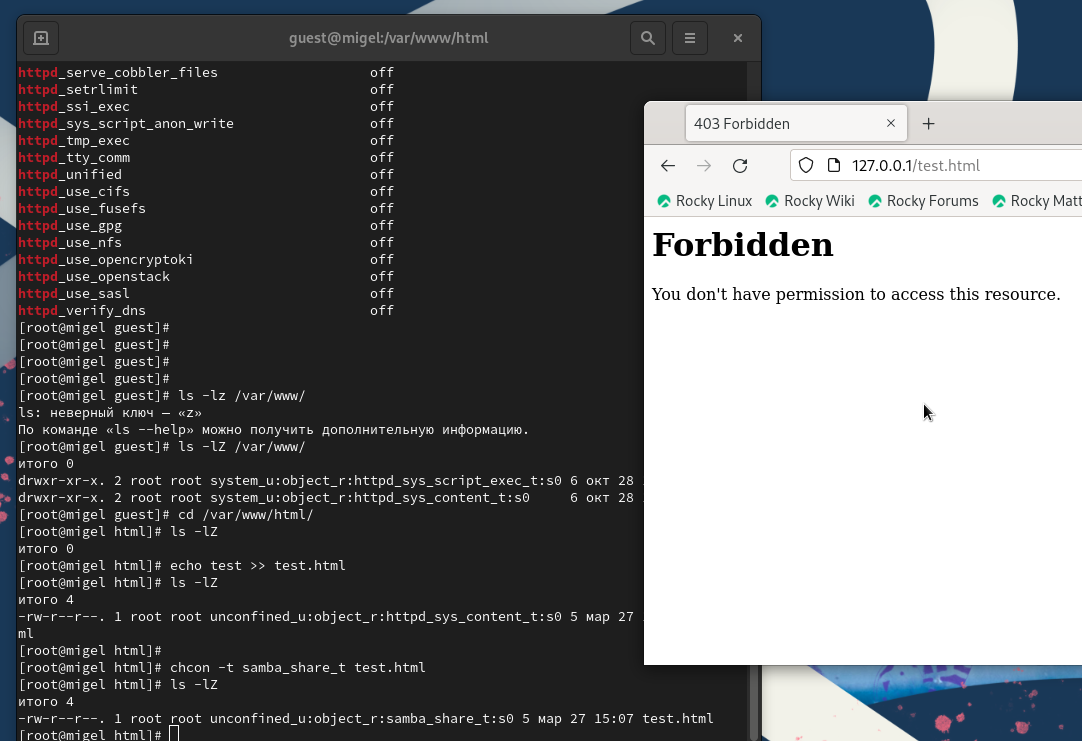 guest@migel:/var/www/html
httpd_serve_cobbler_files off
httpd_setrlimit off
httpd_ssi_exec off
httpd_sys_script_anon_write off
httpd_tmp_exec off
httpd_tty_comm off
httpd_unified off
httpd_use_cifs off
httpd_use_fusefs off
httpd_use_gpg off
httpd_use_nfs off
httpd_use_opencryptoki off
httpd_use_openstack off
httpd_use_sasl off
httpd_verify_dns off
[root@migel guest]#
[root@migel guest]#
[root@migel guest]#
[root@migel guest]#
[root@migel guest]# ls -lz /var/www/
ls: неверный ключ — «z»
По команде «ls --help» можно получить дополнительную информацию.
[root@migel guest]# ls -lZ /var/www/
итого 0
drwxr-xr-x. 2 root root system_u:object_r:httpd_sys_script_exec_t:s0 6 окт 28
drwxr-xr-x. 2 root root system_u:object_r:httpd_sys_content_t:s0 6 окт 28
[root@migel guest]# cd /var/www/html/
[root@migel html]# ls -lZ
итого 0
[root@migel html]# echo test >> test.html
[root@migel html]# ls -lZ
итого 4
-rw-r--r--. 1 root root unconfined_u:object_r:httpd_sys_content_t:s0 5 мар 27
ml
[root@migel html]#
[root@migel html]# chcon -t samba_share_t test.html
[root@migel html]# ls -lZ
итого 4
-rw-r--r--. 1 root root unconfined_u:object_r:samba_share_t:s0 5 мар 27 15:07 test.html
[root@migel html]#
403 Forbidden
127.0.0.1/test.html
Rocky Linux Rocky Wiki Rocky Forums Rocky Matt
Forbidden
You don't have permission to access this resource.